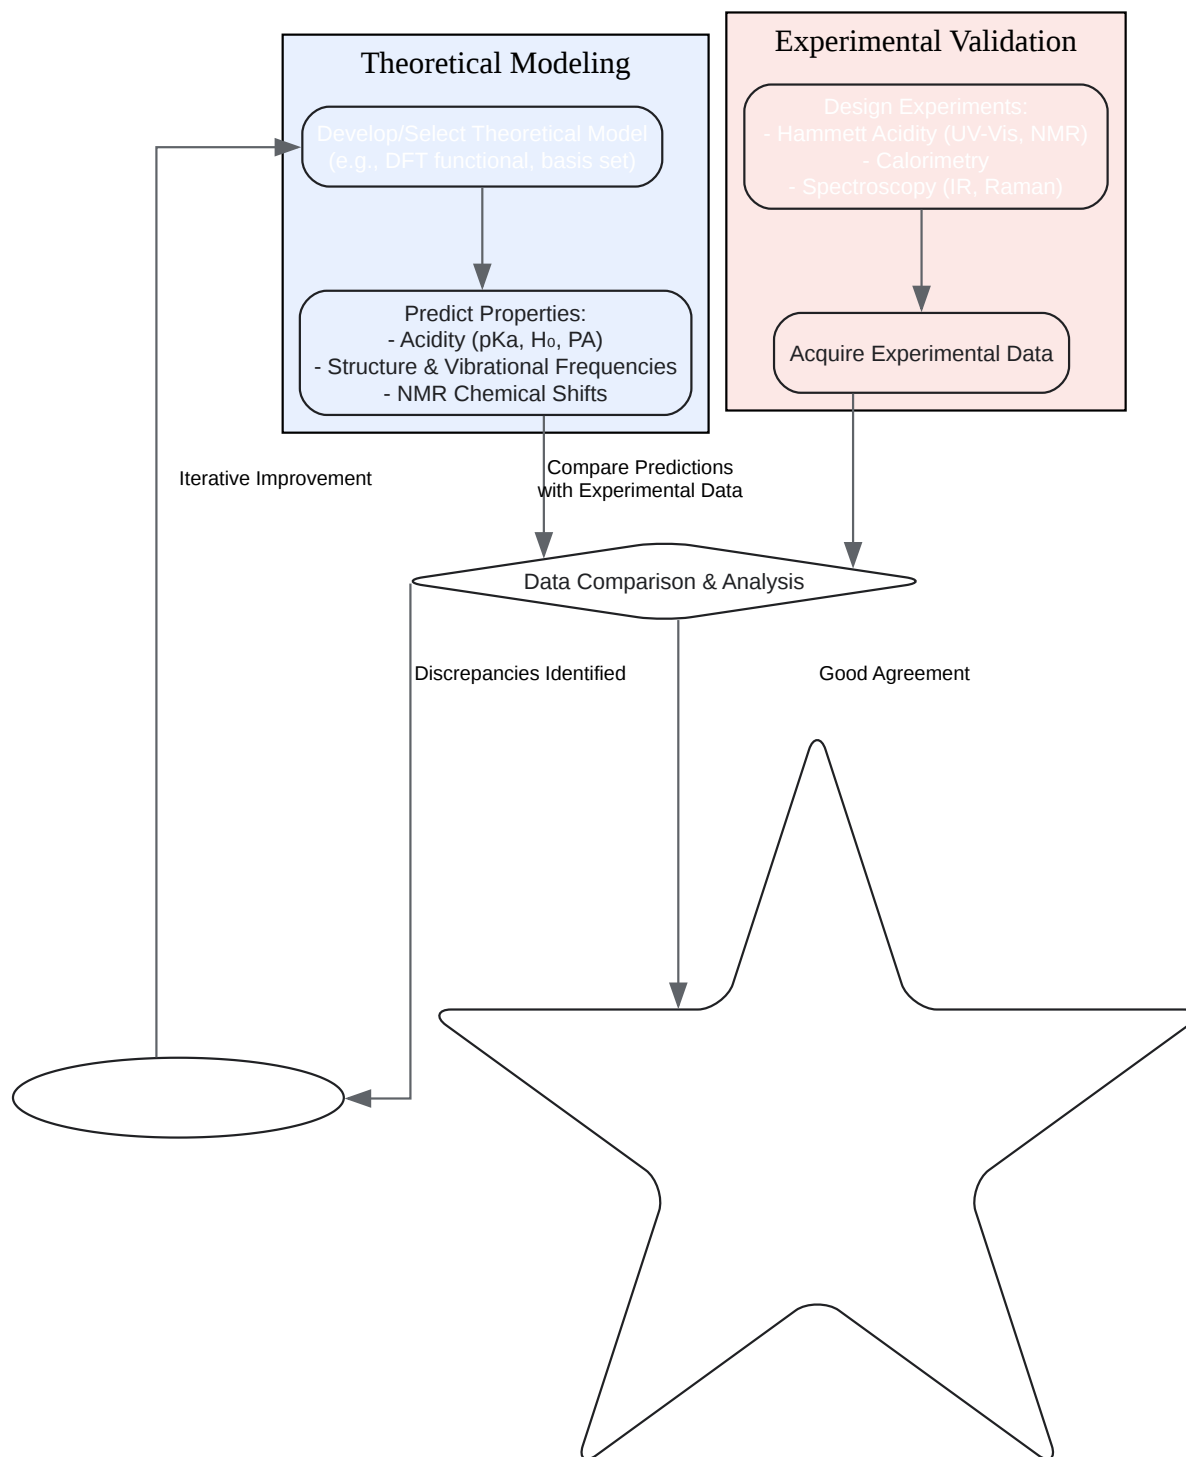 Theoretical Modeling
Develop/Select Theoretical Model
(e.g., DFT functional, basis set)
Predict Properties:
- Acidity (pKa, H₀, PA)
- Structure & Vibrational Frequencies
- NMR Chemical Shifts
Experimental Validation
Design Experiments:
- Hammett Acidity (UV-Vis, NMR)
- Calorimetry
- Spectroscopy (IR, Raman)
Acquire Experimental Data
Iterative Improvement
Compare Predictions
with Experimental Data
Data Comparison & Analysis
Discrepancies Identified
Good Agreement